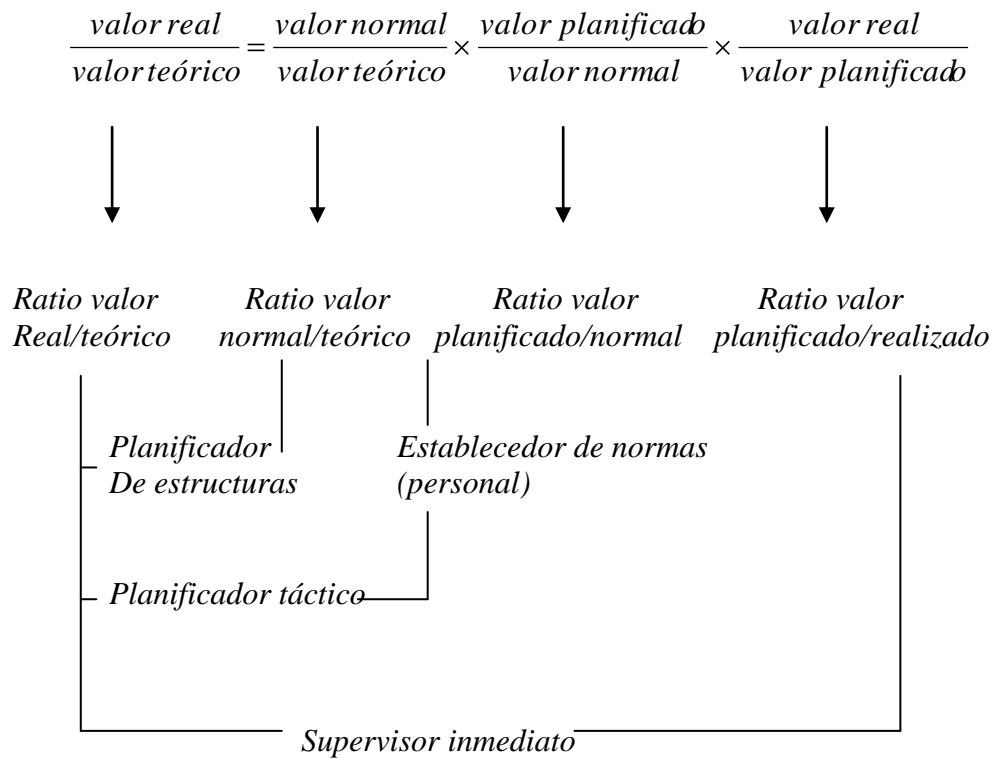 valor real / valor teórico = valor normal / valor teórico × valor planificado / valor normal × valor real / valor planificado
Ratio valor Ratio valor Ratio valor Ratio valor
Real/teórico normal/teórico planificado/normal planificado/realizado
Planificador Establecedor de normas
De estructuras (personal)
Planificador táctico
Supervisor inmediato